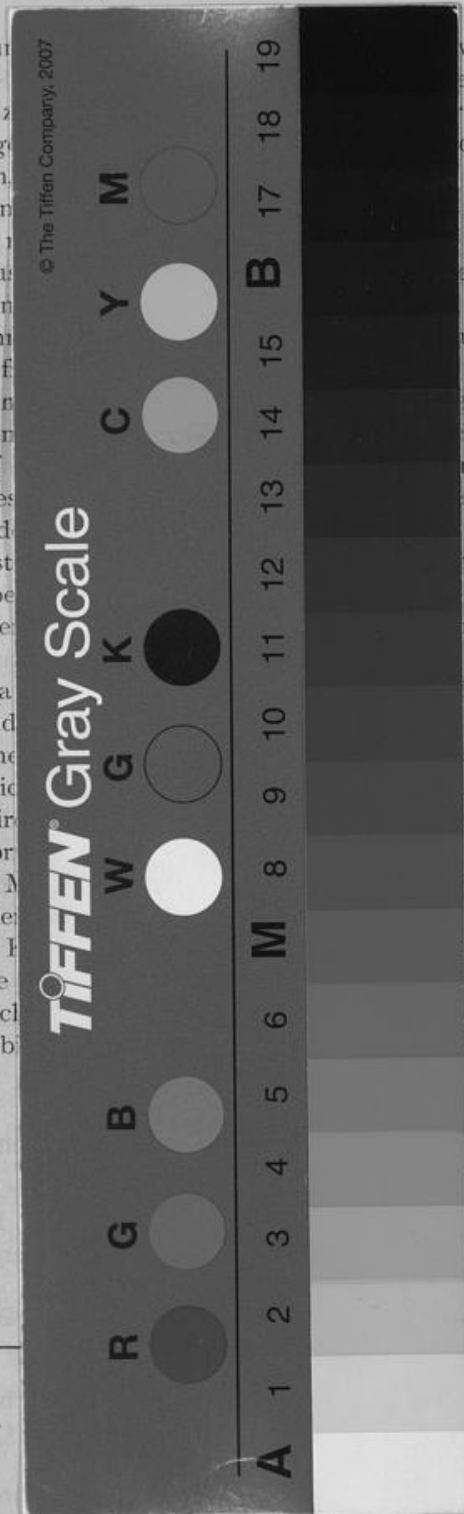 © The Tiffen Company, 2007
TIFFEN® Gray Scale
R G B W G K C Y M
A 1 2 3 4 5 6 M 8 9 10 11 12 13 14 15 B 17 18 19